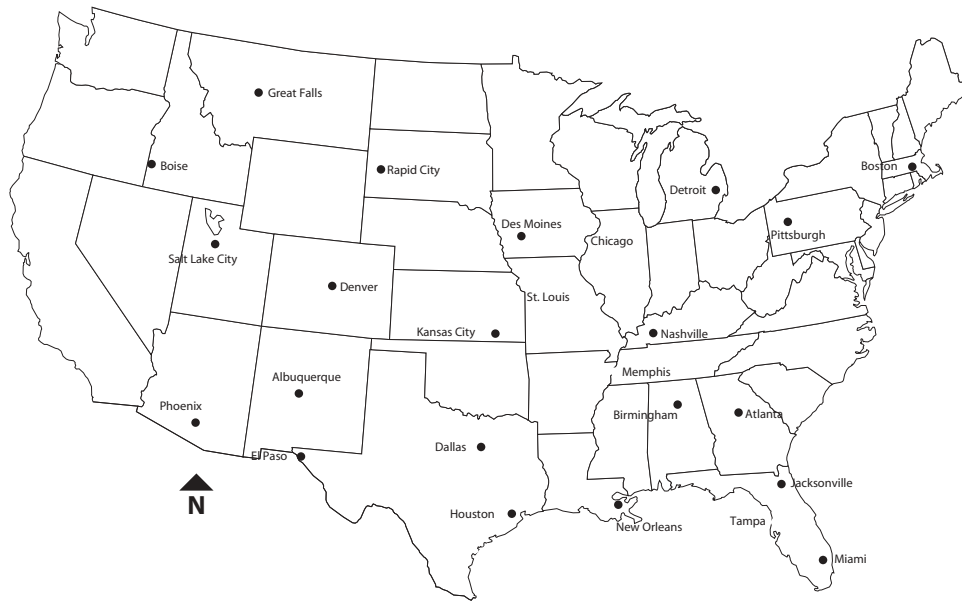 Great Falls
Boise
Rapid City
Boston
Detroit
Des Moines
Pittsburgh
Chicago
Salt Lake City
Denver
St. Louis
Kansas City
Nashville
Memphis
Albuquerque
Phoenix
Birmingham
Atlanta
Dallas
El Paso
Jacksonville
N
Houston
New Orleans
Tampa
Miami